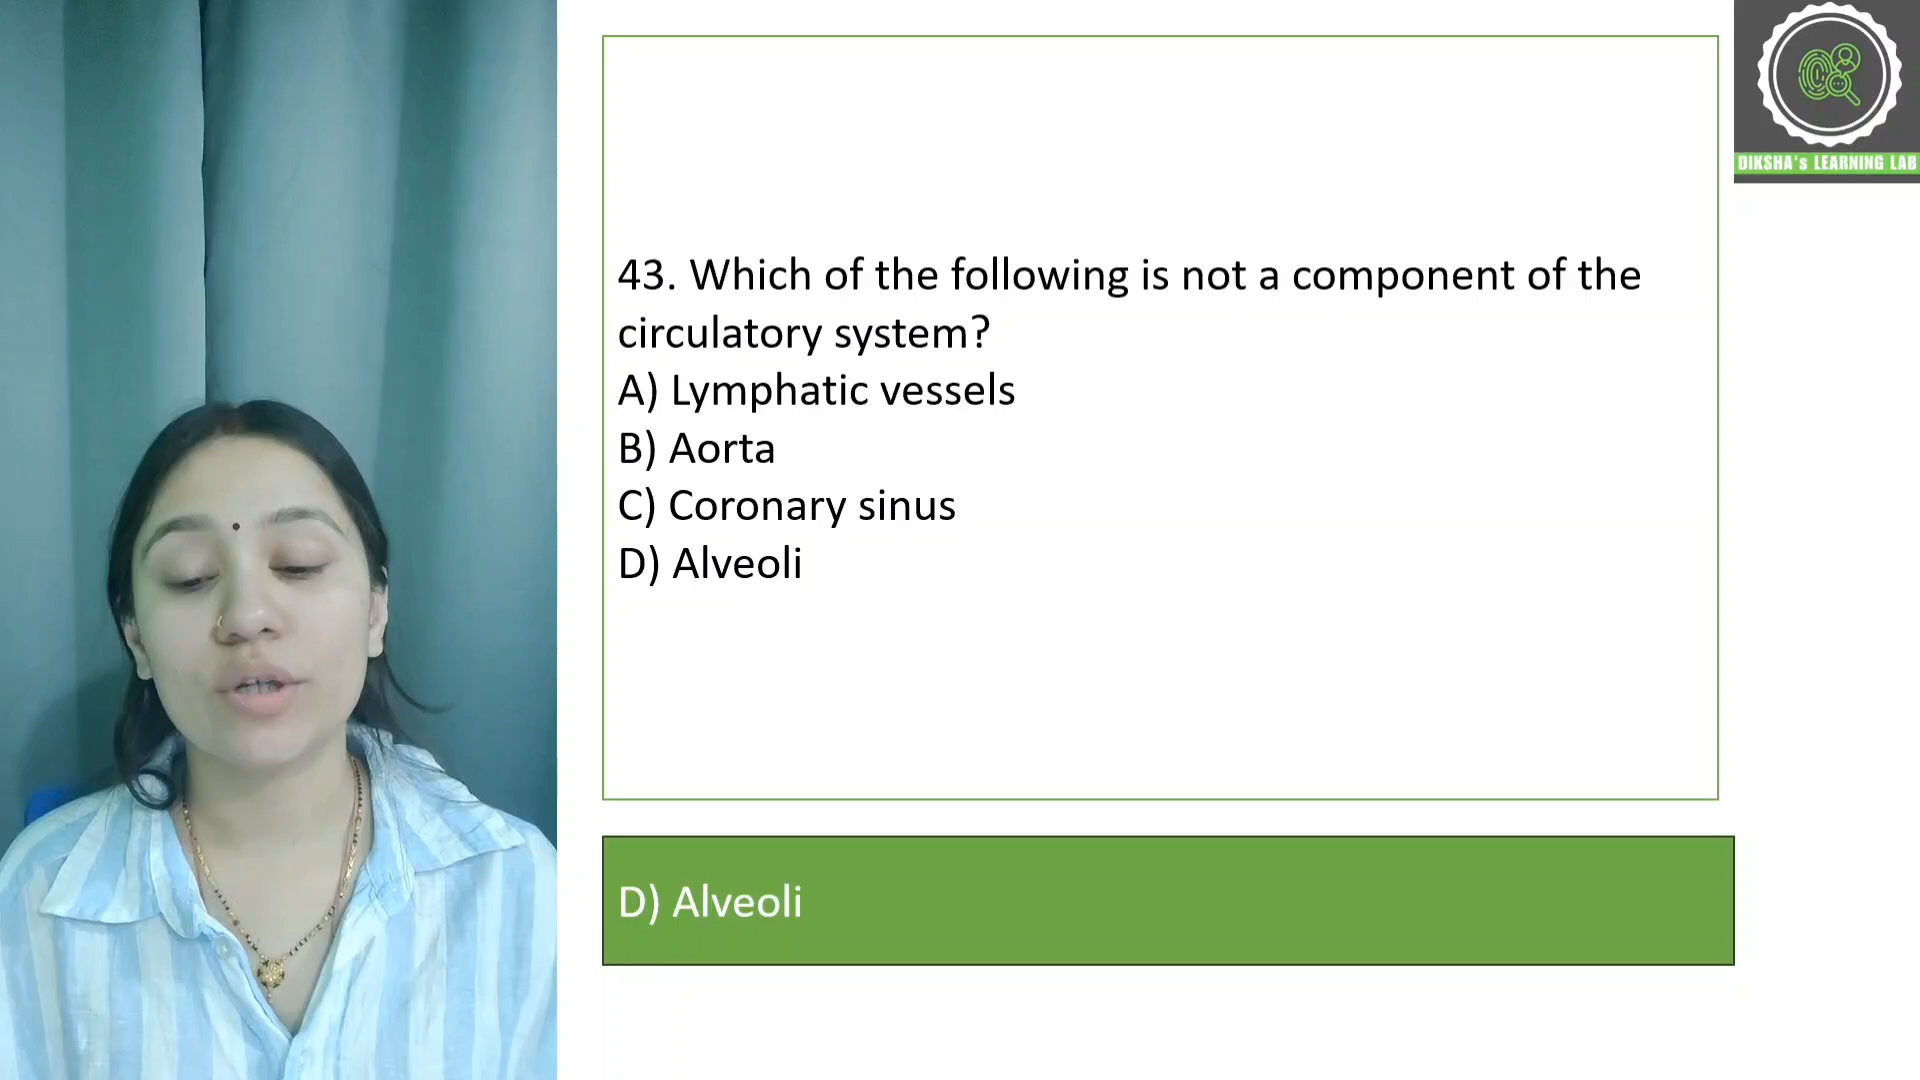 DIKSHA's LEARNING LAB
43. Which of the following is not a component of the
circulatory system?
A) Lymphatic vessels
B) Aorta
C) Coronary sinus
D) Alveoli
D) Alveoli